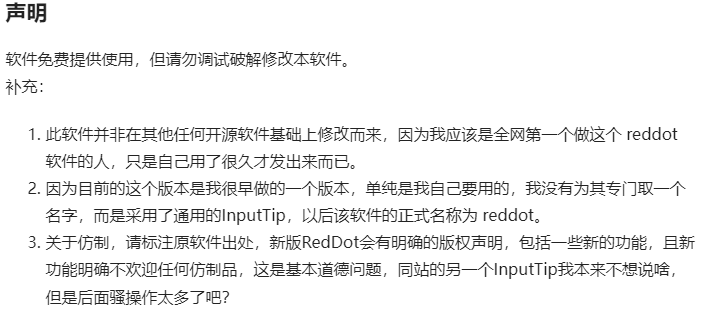 声明
软件免费提供使用，但请勿调试破解修改本软件。
补充：
1. 此软件并非在其他任何开源软件基础上修改而来，因为我应该是全网第一个做这个 reddot
软件的人，只是自己用了很久才发出来而已。
2. 因为目前的这个版本是我很早做的一个版本，单纯是我自己要用的，我没有为其专门取一个
名字，而是采用了通用的InputTip，以后该软件的正式名称为 reddot。
3. 关于仿制，请标注原软件出处，新版RedDot会有明确的版权声明，包括一些新的功能，且新
功能明确不欢迎任何仿制品，这是基本道德问题，同站的另一个InputTip我本来不想说啥，
但是后面骚操作太多了吧？